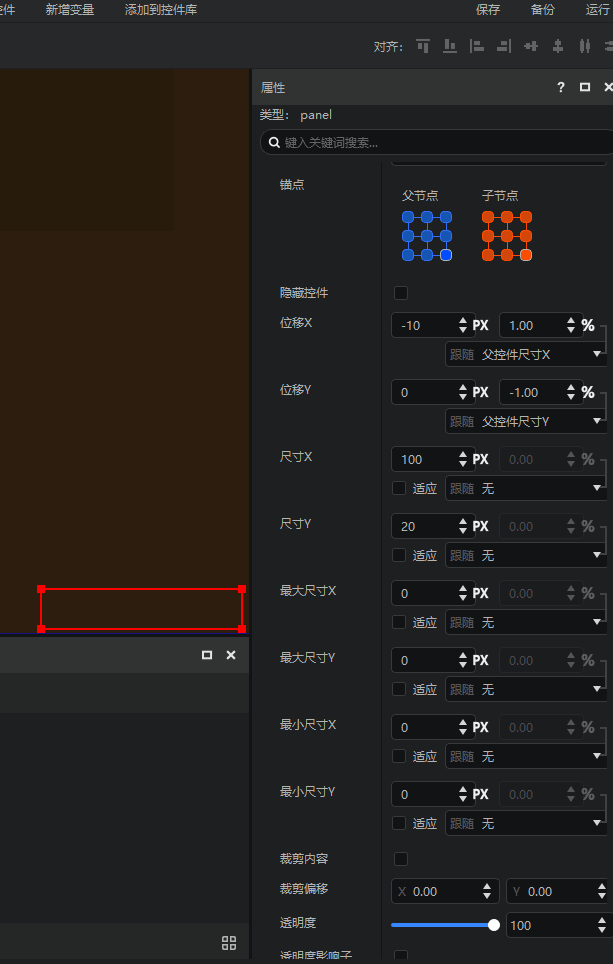 控件 新增变量 添加到控件库 保存 备份 运行
对齐:
属性 ?
类型: panel
键入关键词搜索...
锚点 父节点 子节点
隐藏控件
位移X -10 PX 1.00 %
跟随 父控件尺寸X
位移Y 0 PX -1.00 %
跟随 父控件尺寸Y
尺寸X 100 PX 0.00 %
适应 跟随 无
尺寸Y 20 PX 0.00 %
适应 跟随 无
最大尺寸X 0 PX 0.00 %
适应 跟随 无
最大尺寸Y 0 PX 0.00 %
适应 跟随 无
最小尺寸X 0 PX 0.00 %
适应 跟随 无
最小尺寸Y 0 PX 0.00 %
适应 跟随 无
裁剪内容
裁剪偏移 X 0.00 Y 0.00
透明度 100
透明度影响子